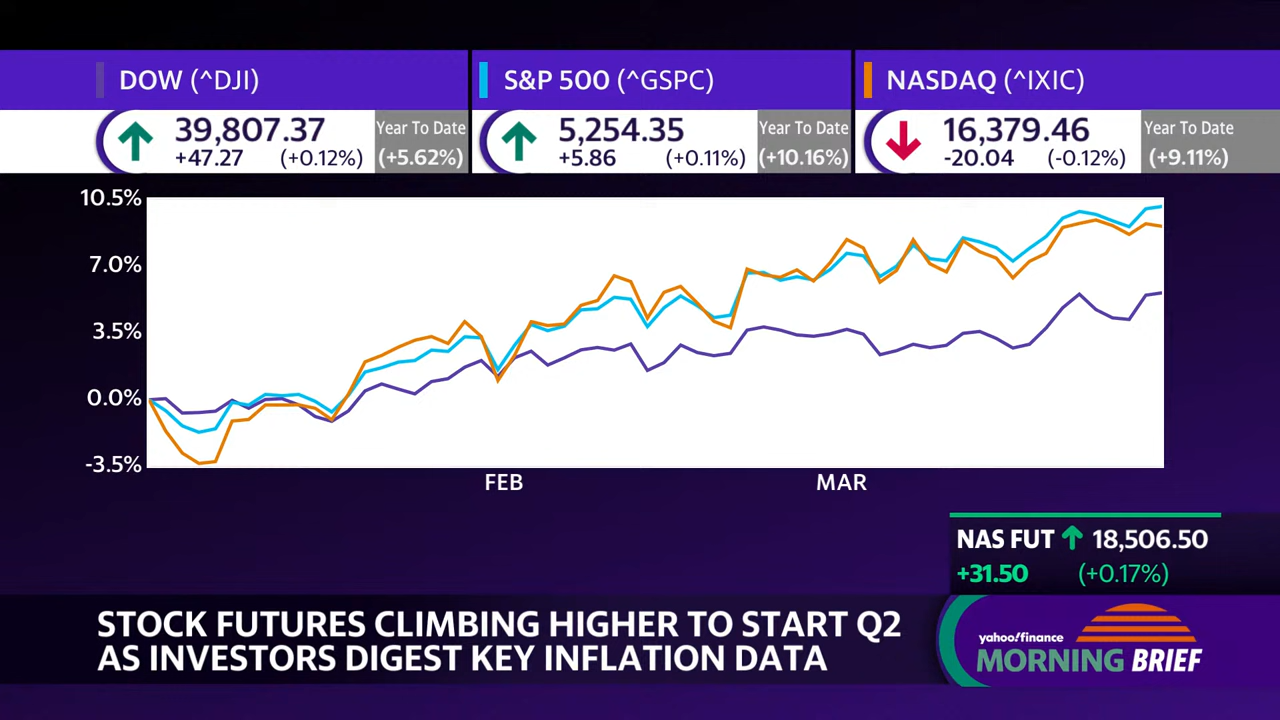 DOW (^DJI)
39,807.37
+47.27 (+0.12%)
Year To Date
(+5.62%)
S&P 500 (^GSPC)
5,254.35
+5.86 (+0.11%)
Year To Date
(+10.16%)
NASDAQ (^IXIC)
16,379.46
-20.04 (-0.12%)
Year To Date
(+9.11%)
10.5%
7.0%
3.5%
0.0%
-3.5%
FEB MAR
NAS FUT 18,506.50
+31.50 (+0.17%)
STOCK FUTURES CLIMBING HIGHER TO START Q2
AS INVESTORS DIGEST KEY INFLATION DATA
yahoo!finance
MORNING BRIEF